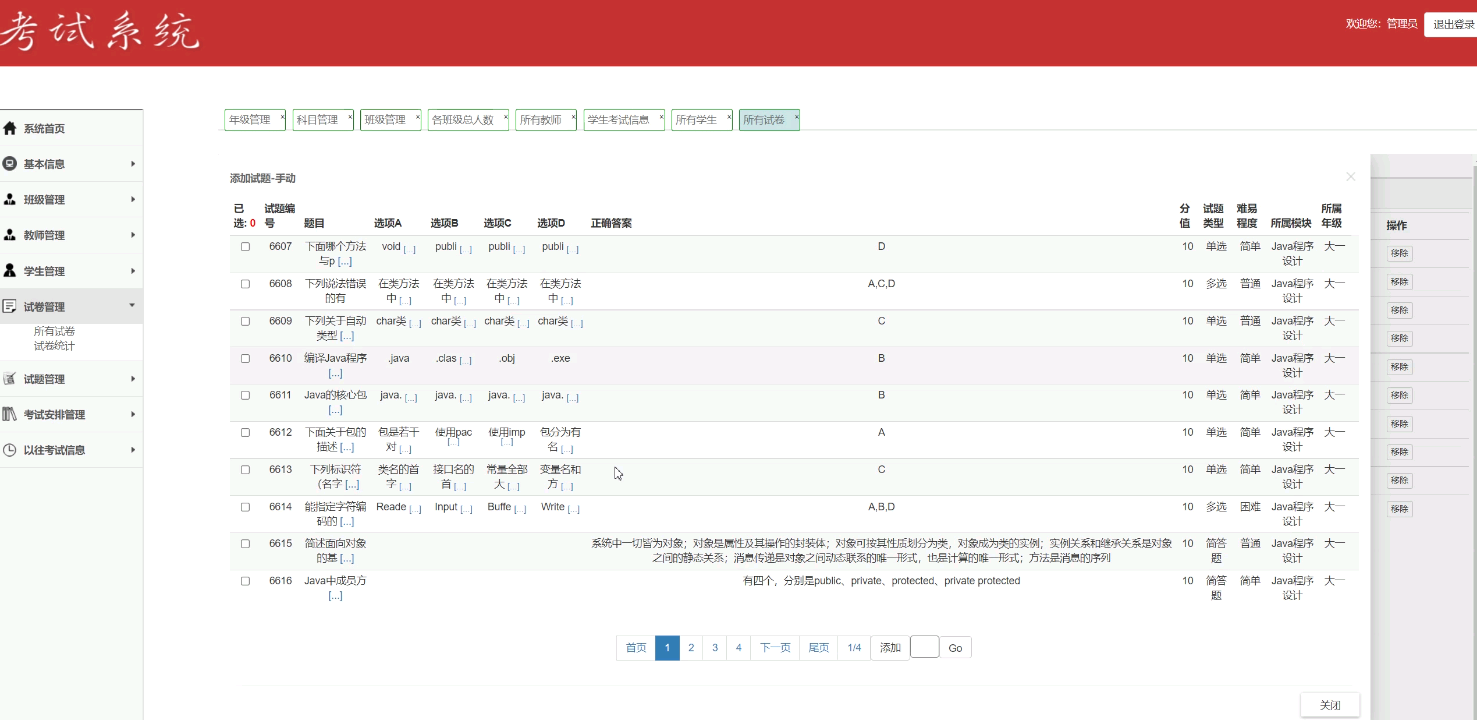 考试系统
欢迎您: 管理员 退出登录
年级管理 × 科目管理 × 班级管理 × 各班级总人数 × 所有教师 × 学生考试信息 × 所有学生 × 所有试卷 ×
系统首页
基本信息
班级管理
教师管理
学生管理
试卷管理
所有试卷
试卷统计
试题管理
考试安排管理
以往考试信息
添加试题-手动 ×
已选: 0 试题编号 题目 选项A 选项B 选项C 选项D 正确答案 分值 试题类型 难易程度 所属模块 所属年级 操作
6607 下面哪个方法与p [...] void [...] publi [...] publi [...] publi [...] D 10 单选 简单 Java程序设计 大一 移除
6608 下列说法错误的有 在类方法中 [...] 在类方法中 [...] 在类方法中 [...] 在类方法中 [...] A,C,D 10 多选 普通 Java程序设计 大一 移除
6609 下列关于自动类型 [...] char类 [...] char类 [...] char类 [...] char类 [...] C 10 单选 普通 Java程序设计 大一 移除
6610 编译Java程序 [...] .java .clas [...] .obj .exe B 10 单选 简单 Java程序设计 大一 移除
6611 Java的核心包 [...] java. [...] java. [...] java. [...] java. [...] B 10 单选 简单 Java程序设计 大一 移除
6612 下面关于包的描述 [...] 包是若干对 [...] 使用pac [...] 使用imp [...] 包分为有名 [...] A 10 单选 简单 Java程序设计 大一 移除
6613 下列标识符（名字 [...] 类名的首字 [...] 接口名的首 [...] 常量全部大 [...] 变量名和方 [...] C 10 单选 简单 Java程序设计 大一 移除
6614 能指定字符编码的 [...] Reade [...] Input [...] Buffe [...] Write [...] A,B,D 10 多选 困难 Java程序设计 大一 移除
6615 简述面向对象的基 [...] 系统中一切皆为对象；对象是属性及其操作的封装体；对象可按其性质划分为类，对象成为类的实例；实例关系和继承关系是对象之间的静态关系；消息传递是对象之间动态联系的唯一形式，也是计算的唯一形式；方法是消息的序列 10 简答题 普通 Java程序设计 大一 移除
6616 Java中成员方 [...] 有四个，分别是public、private、protected、private protected 10 简答题 简单 Java程序设计 大一 移除
首页 1 2 3 4 下一页 尾页 1/4 添加 Go
关闭